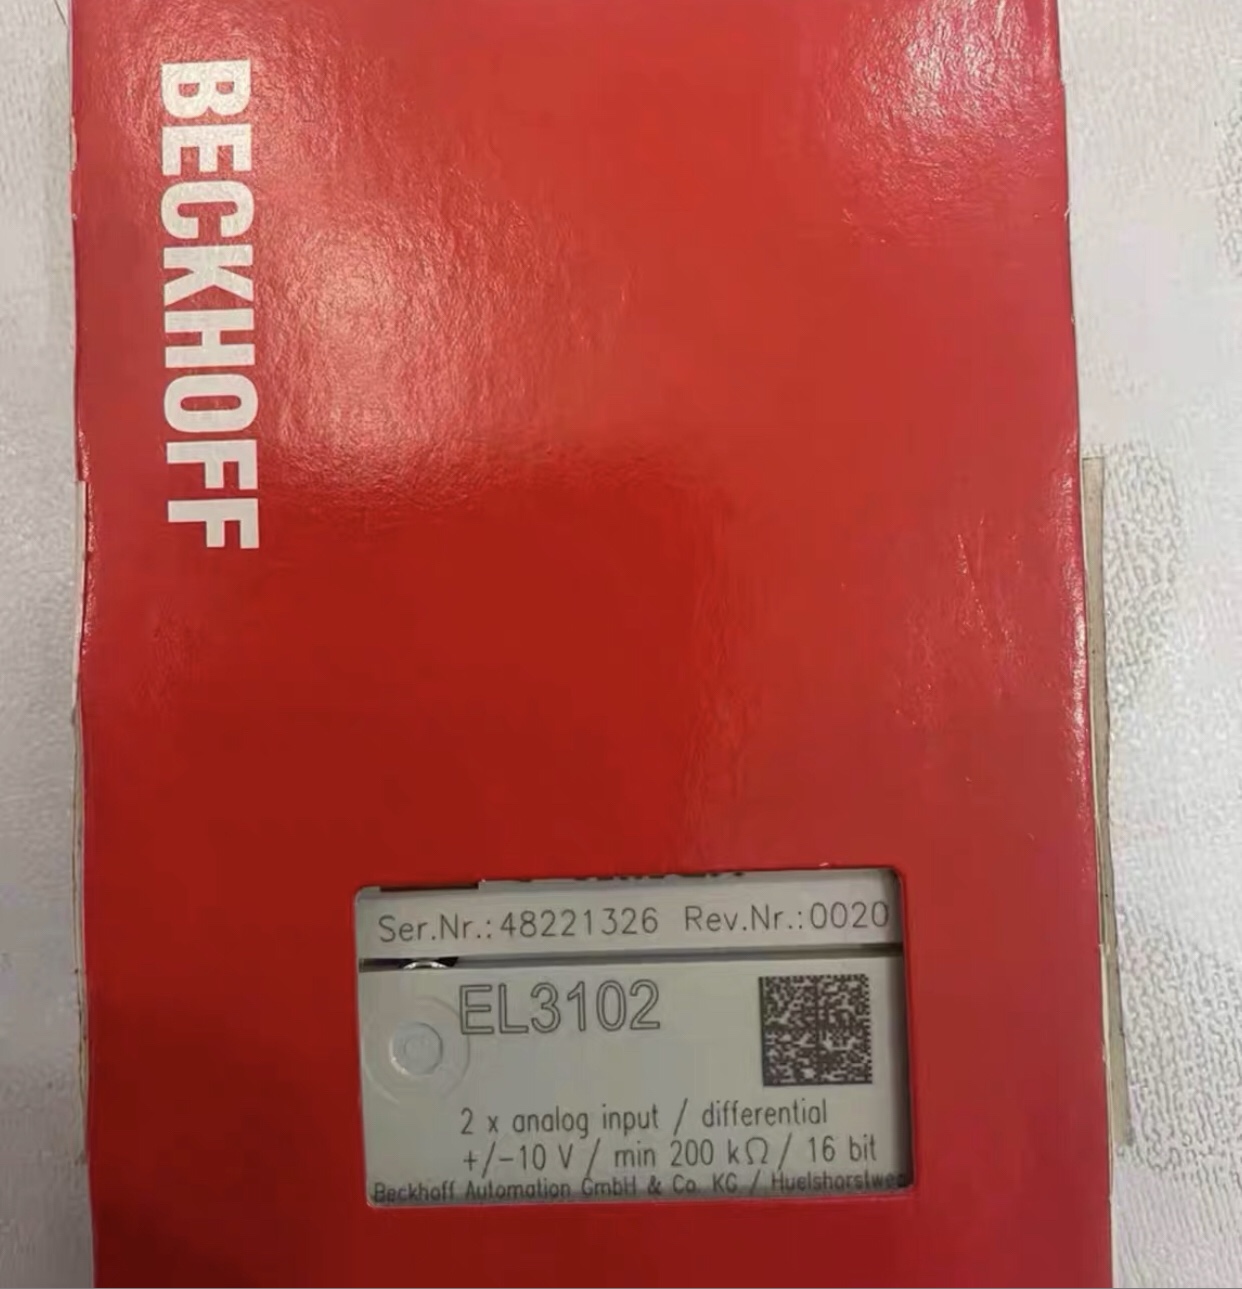 BECKHOFF
Ser.Nr.: 48221326 Rev.Nr.: 0020
EL3102
2 x analog input / differential
+/-10 V / min 200 kΩ / 16 bit
Beckhoff Automation GmbH & Co. KG / Huelshorstweg